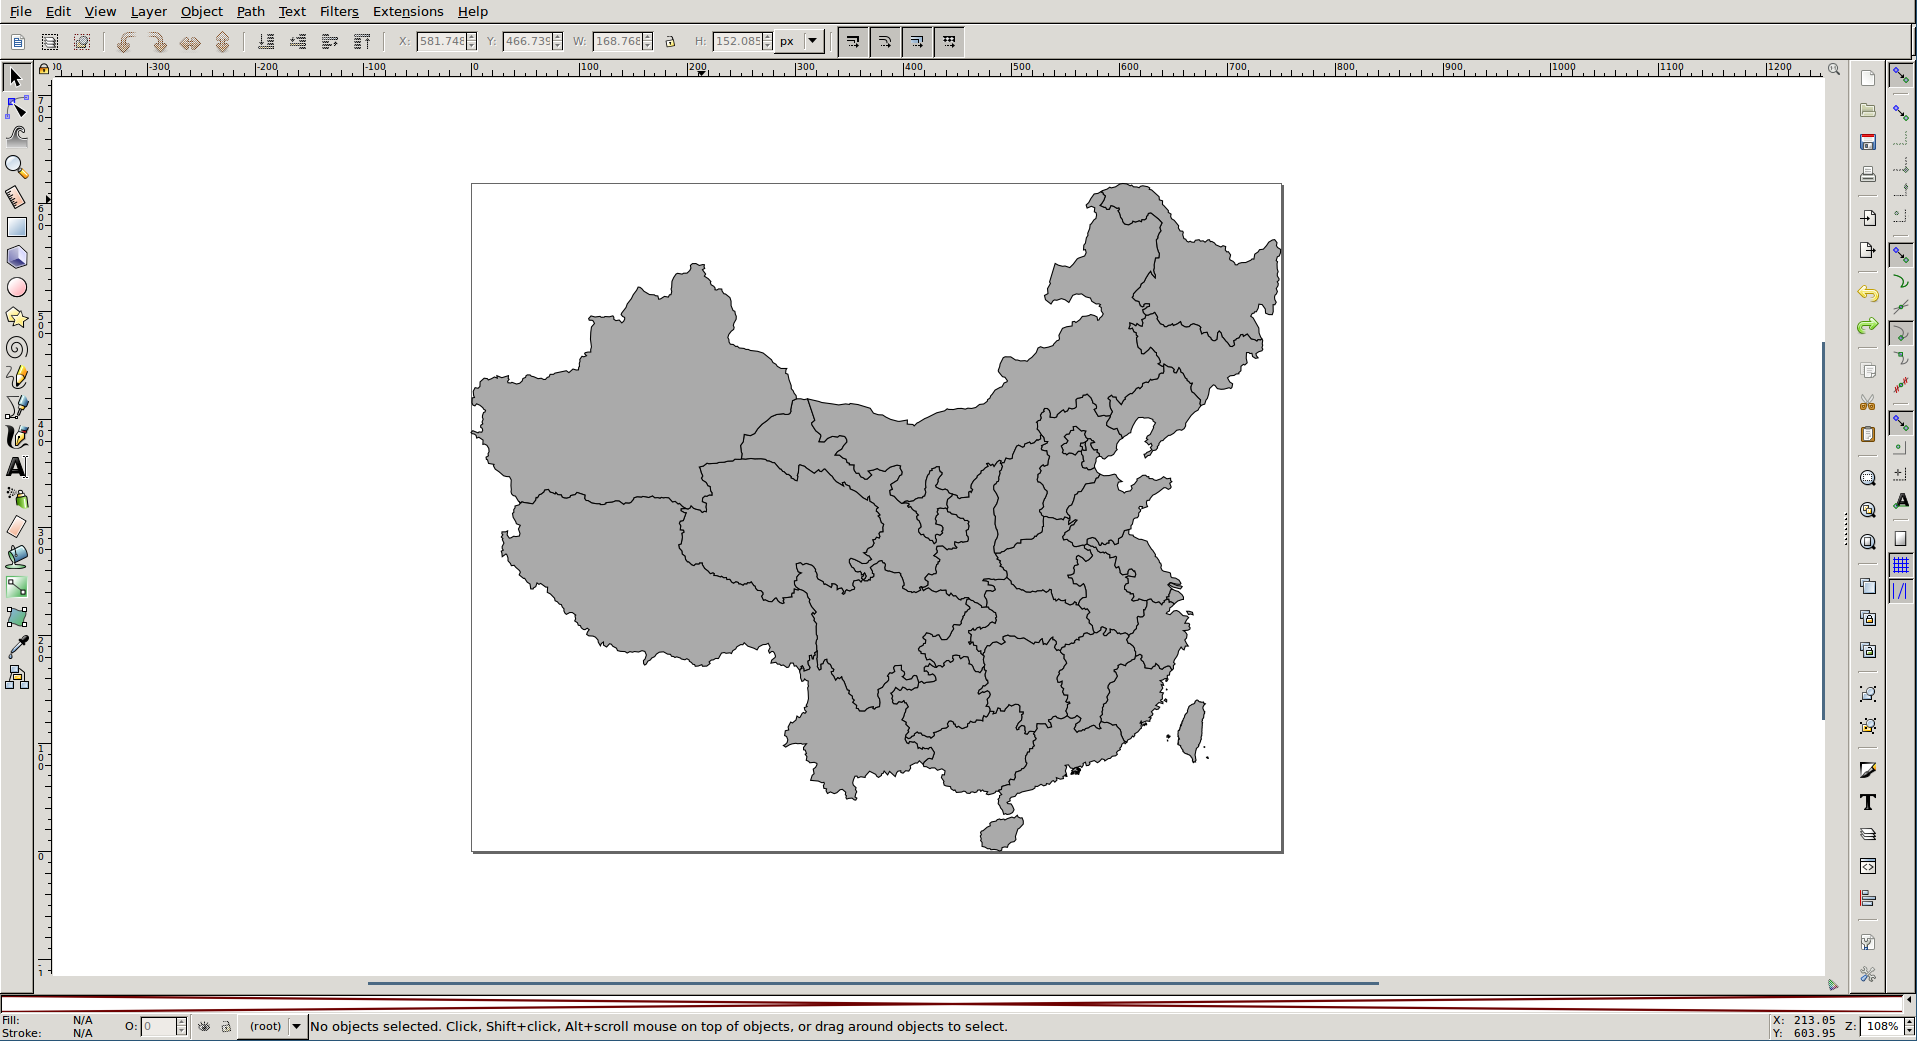 File Edit View Layer Object Path Text Filters Extensions Help
X: 581.748 Y: 466.739 W: 168.768 H: 152.085 px
-300 -200 -100 0 100 200 300 400 500 600 700 800 900 1000 1100 1200
700
600
500
400
300
200
100
0
Fill: N/A
Stroke: N/A
O: 0
(root)
No objects selected. Click, Shift+click, Alt+scroll mouse on top of objects, or drag around objects to select.
X: 213.05
Y: 603.95
Z: 108%